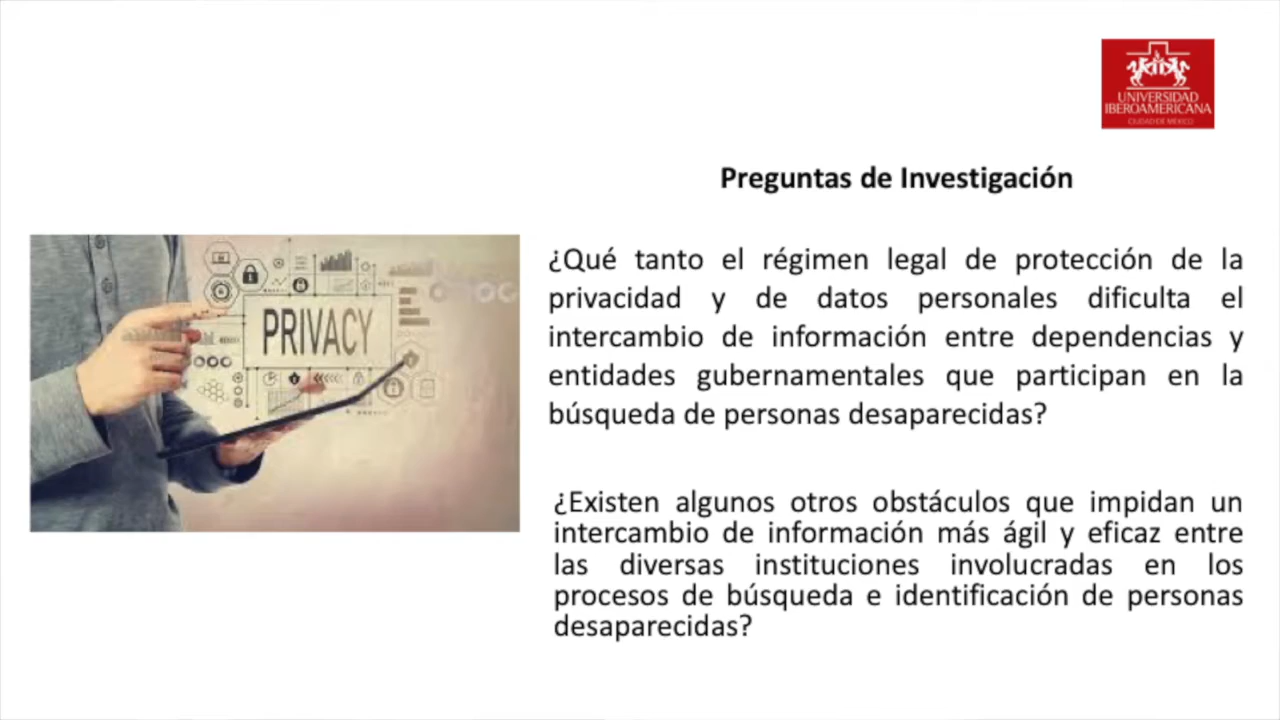 UNIVERSIDAD
IBEROAMERICANA
CIUDAD DE MÉXICO
Preguntas de Investigación
PRIVACY
¿Qué tanto el régimen legal de protección de la
privacidad y de datos personales dificulta el
intercambio de información entre dependencias y
entidades gubernamentales que participan en la
búsqueda de personas desaparecidas?
¿Existen algunos otros obstáculos que impidan un
intercambio de información más ágil y eficaz entre
las diversas instituciones involucradas en los
procesos de búsqueda e identificación de personas
desaparecidas?